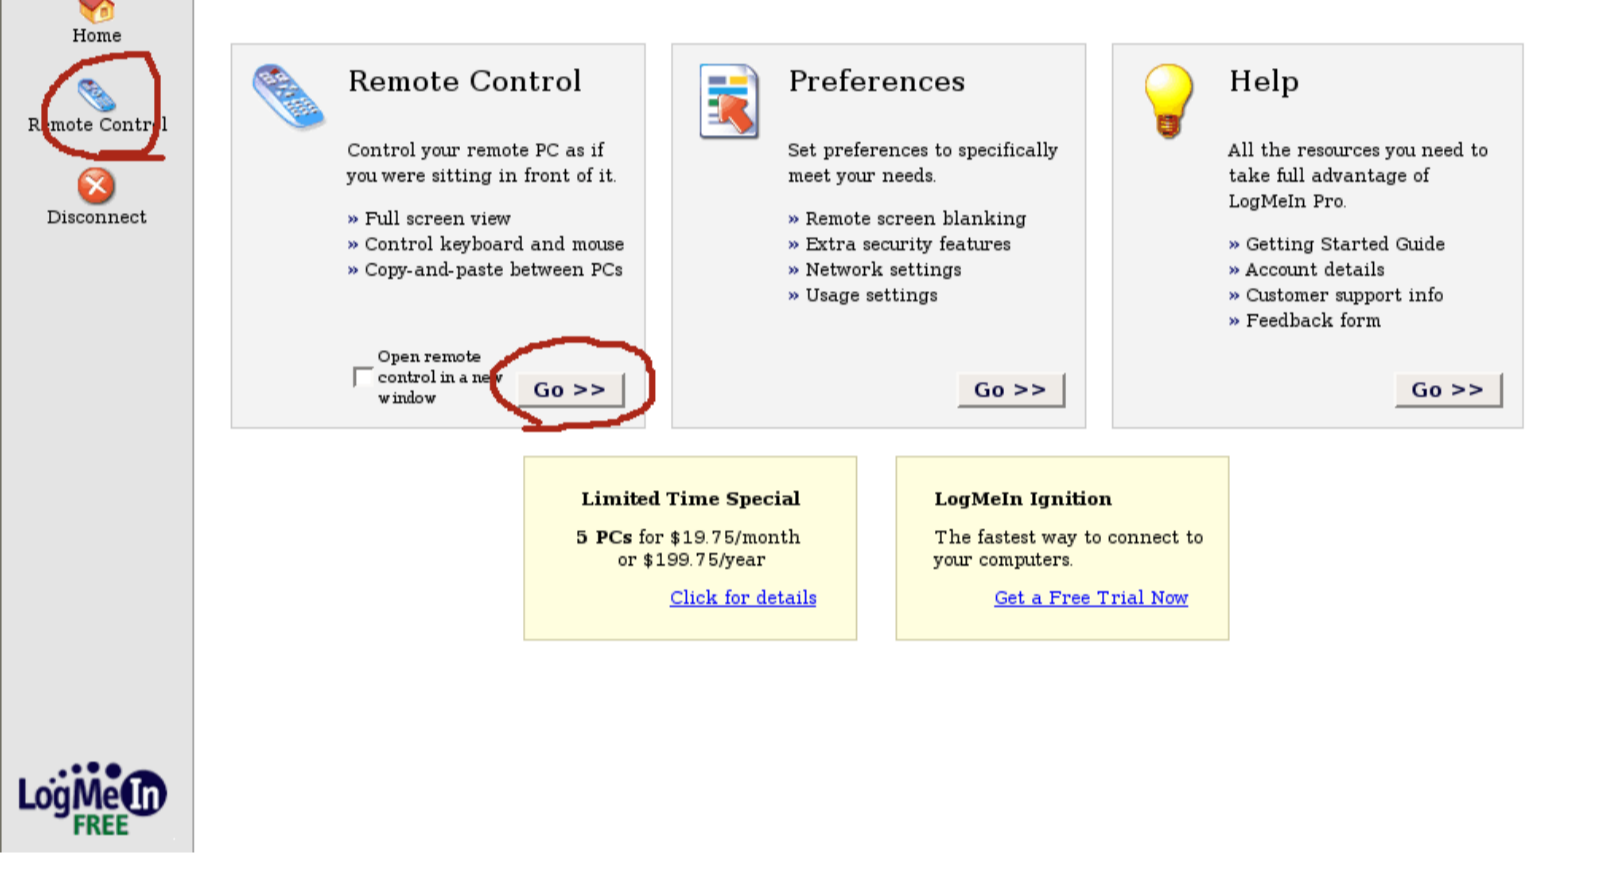 Home
Remote Control
Disconnect
Remote Control
Control your remote PC as if
you were sitting in front of it.
» Full screen view
» Control keyboard and mouse
» Copy-and-paste between PCs
Open remote
control in a new
window
Go >>
Preferences
Set preferences to specifically
meet your needs.
» Remote screen blanking
» Extra security features
» Network settings
» Usage settings
Go >>
Help
All the resources you need to
take full advantage of
LogMeIn Pro.
» Getting Started Guide
» Account details
» Customer support info
» Feedback form
Go >>
Limited Time Special
5 PCs for $19.75/month
or $199.75/year
Click for details
LogMeIn Ignition
The fastest way to connect to
your computers.
Get a Free Trial Now
LogMeIn
FREE